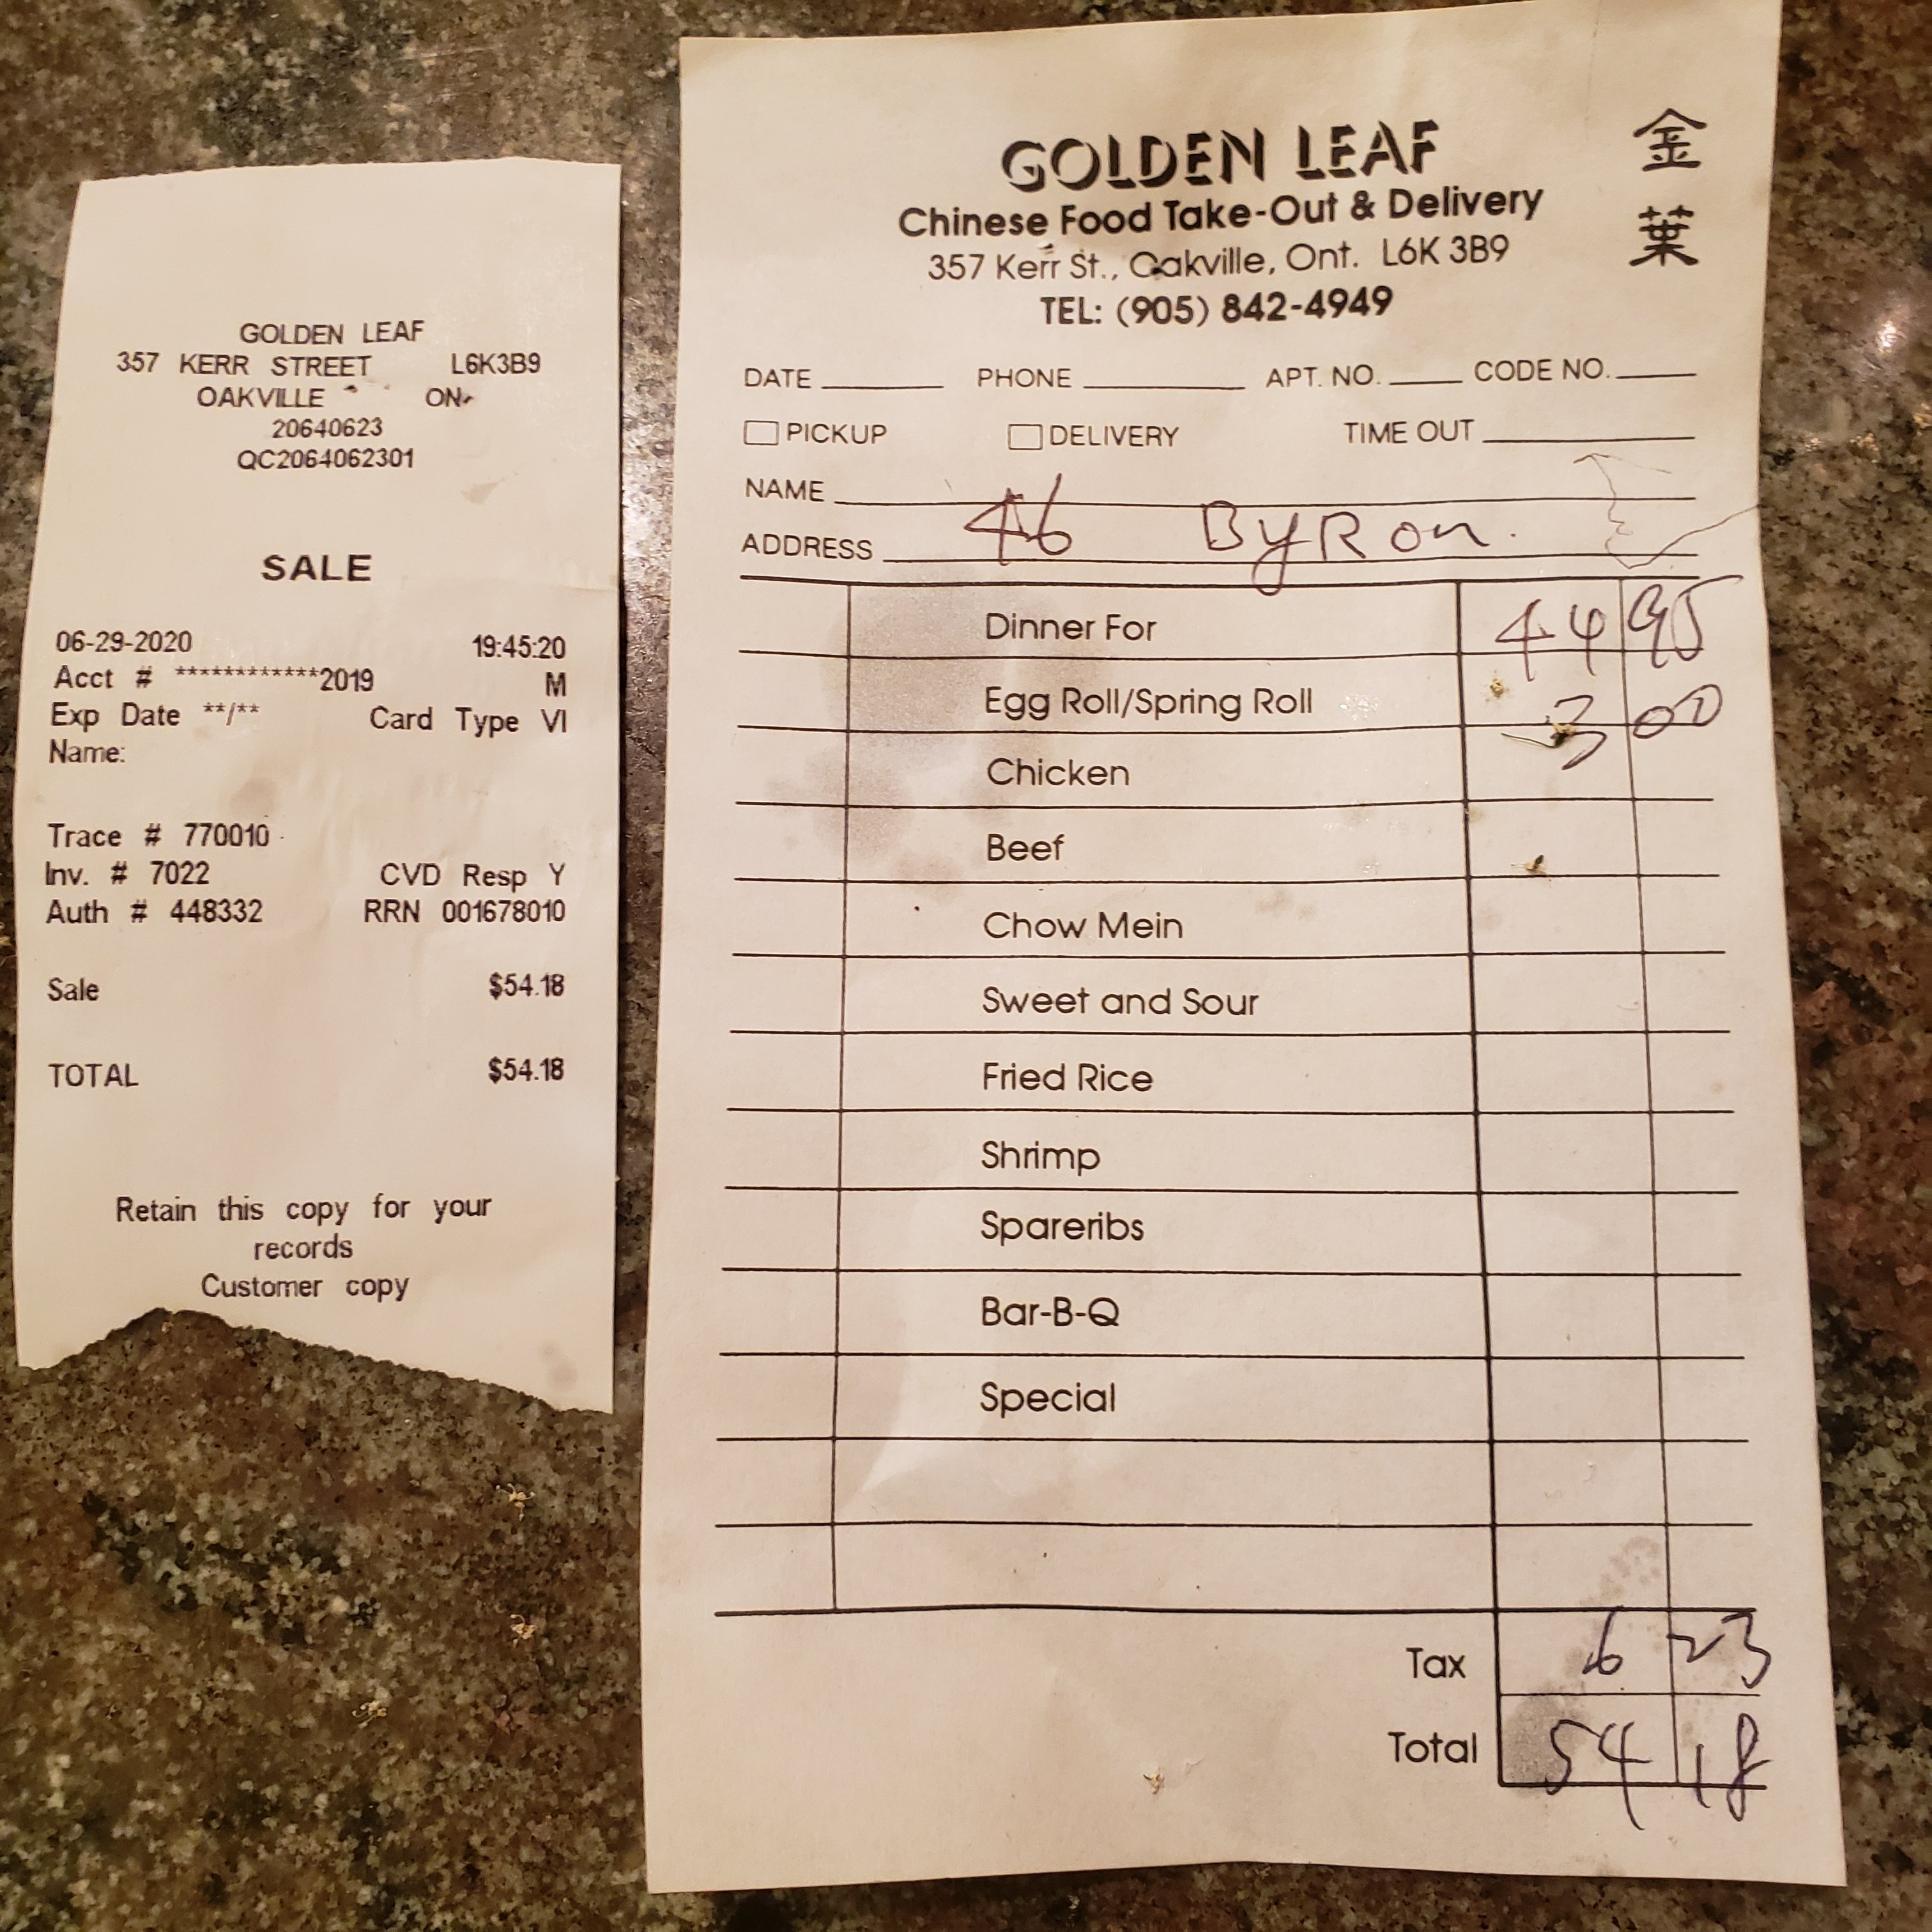 GOLDEN LEAF
357 KERR STREET L6K3B9
OAKVILLE ON
20640623
QC2064062301
SALE
06-29-2020 19:45:20
Acct # ************2019 M
Exp Date **/** Card Type VI
Name:
Trace # 770010
Inv. # 7022 CVD Resp Y
Auth # 448332 RRN 001678010
Sale $54.18
TOTAL $54.18
Retain this copy for your
records
Customer copy
GOLDEN LEAF
金葉
Chinese Food Take-Out & Delivery
357 Kerr St., Oakville, Ont. L6K 3B9
TEL: (905) 842-4949
DATE PHONE APT. NO. CODE NO.
PICKUP DELIVERY TIME OUT
NAME
ADDRESS 46 ByRon.
Dinner For 44 95
Egg Roll/Spring Roll 3 00
Chicken
Beef
Chow Mein
Sweet and Sour
Fried Rice
Shrimp
Spareribs
Bar-B-Q
Special
Tax 6 23
Total 54 18